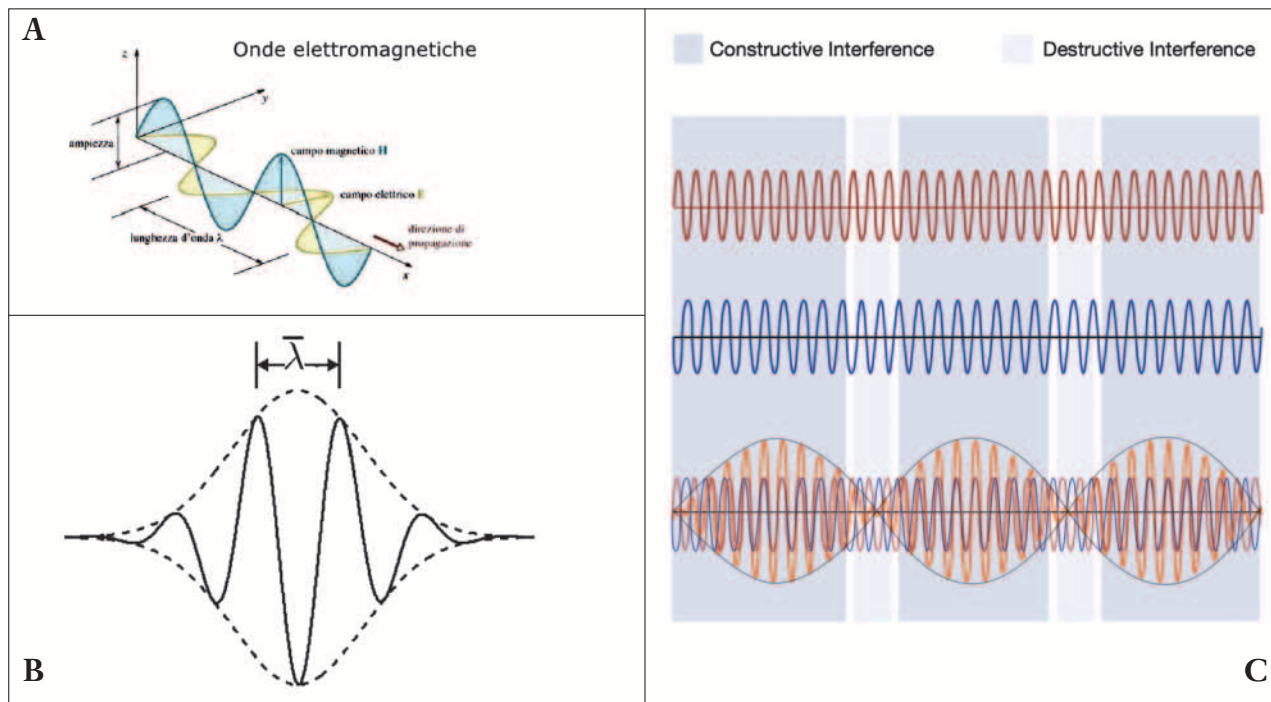 A
Onde elettromagnetiche
z
y
ampiezza
campo magnetico H
campo elettrico E
lunghezza d'onda λ
direzione di
propagazione
x
λ̅
B
Constructive Interference
Destructive Interference
C